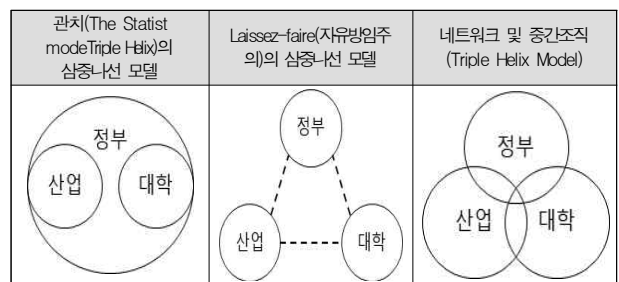 관치(The Statist
modeTriple Helix)의
삼중나선 모델
Laissez-faire(자유방임주
의)의 삼중나선 모델
네트워크 및 중간조직
(Triple Helix Model)
정부
산업
대학
정부
산업
대학
정부
산업
대학